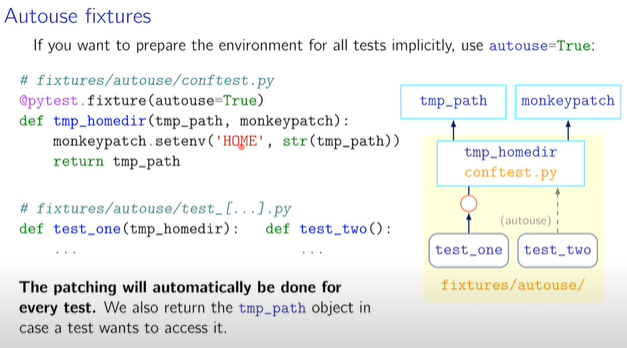 Autouse fixtures
If you want to prepare the environment for all tests implicitly, use autouse=True:
# fixtures/autouse/conftest.py
@pytest.fixture(autouse=True)
def tmp_homedir(tmp_path, monkeypatch):
    monkeypatch.setenv('HOME', str(tmp_path))
    return tmp_path
# fixtures/autouse/test_[...].py
def test_one(tmp_homedir):   def test_two():
    ...   ...
The patching will automatically be done for
every test. We also return the tmp_path object in
case a test wants to access it.
tmp_path   monkeypatch
tmp_homedir
conftest.py
(autouse)
test_one   test_two
fixtures/autouse/